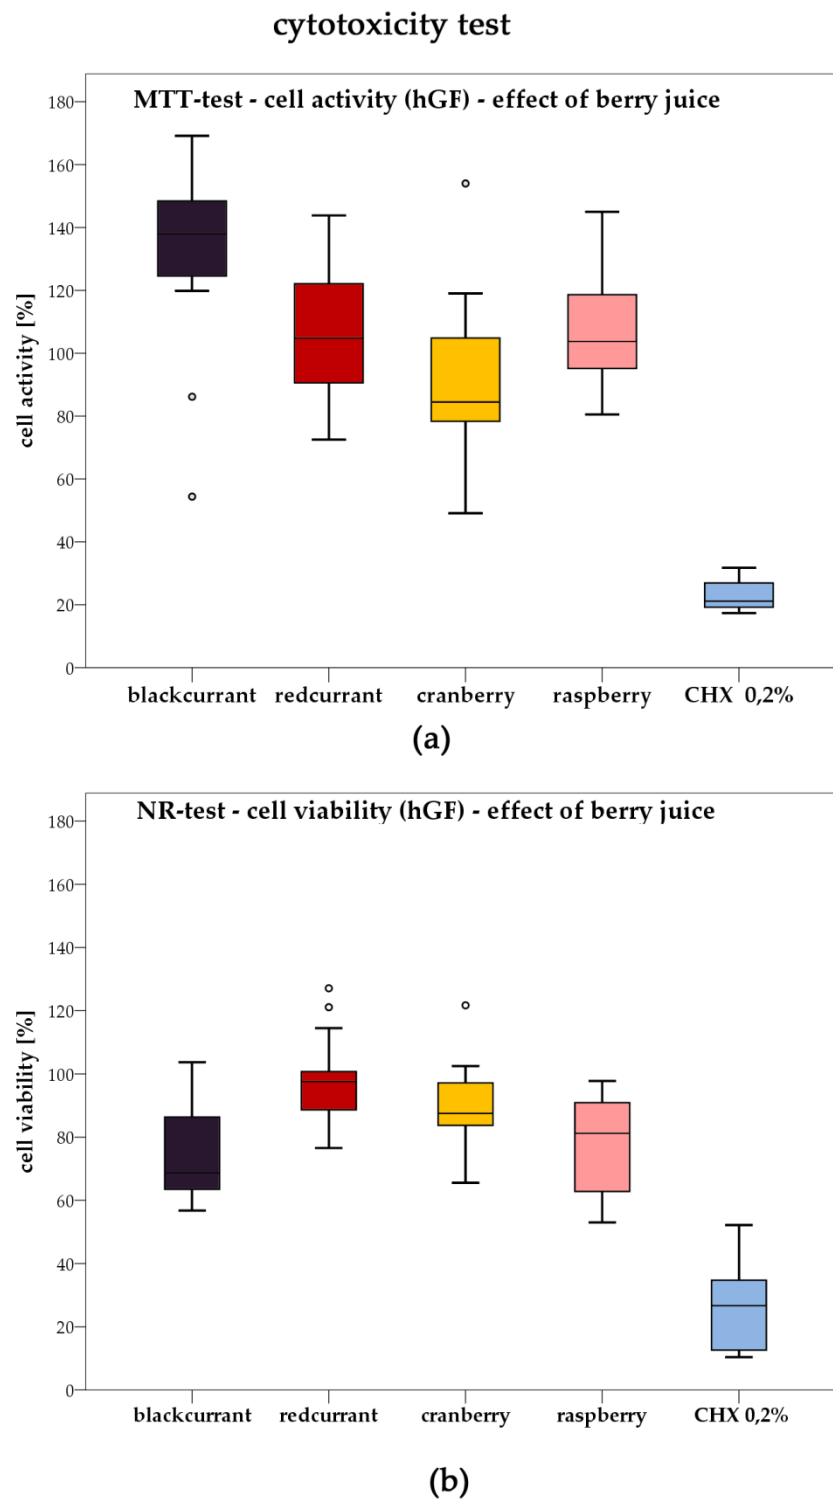 cytotoxicity test
MTT-test - cell activity (hGF) - effect of berry juice
180
160
140
120
100
80
60
40
20
0
cell activity [%]
blackcurrant redcurrant cranberry raspberry CHX 0,2%
(a)
NR-test - cell viability (hGF) - effect of berry juice
180
160
140
120
100
80
60
40
20
0
cell viability [%]
blackcurrant redcurrant cranberry raspberry CHX 0,2%
(b)